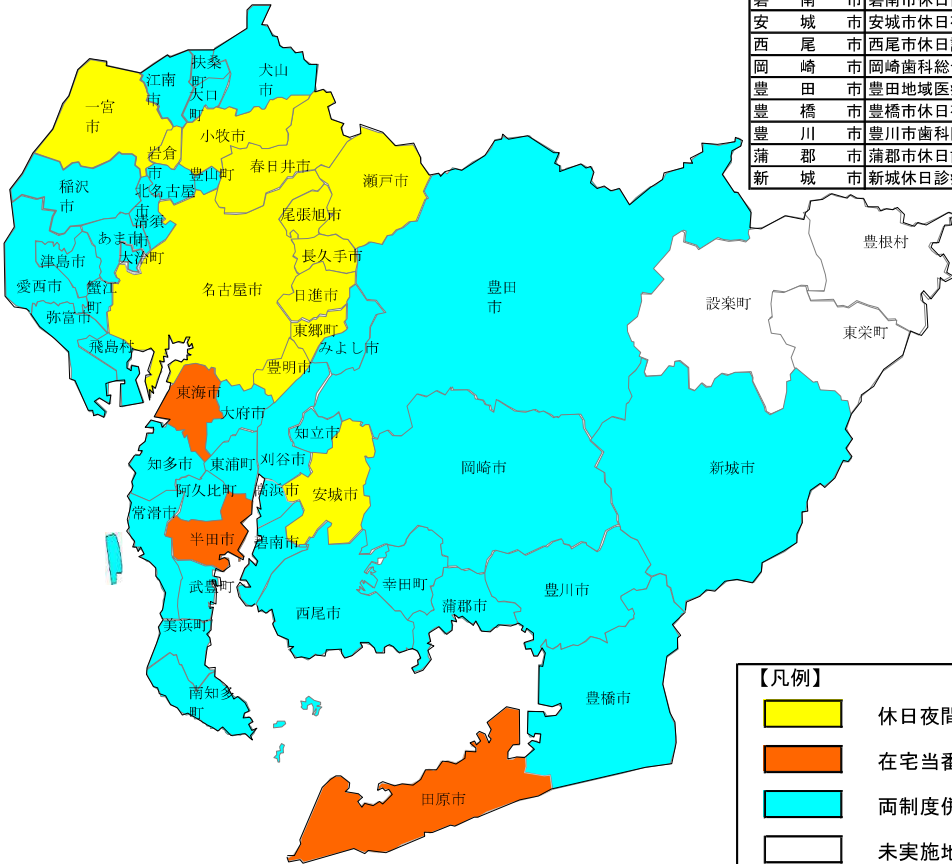 碧南市 碧南市休日
安城市 安城市休日
西尾市 西尾市休日
岡崎市 岡崎歯科総
豊田市 豊田地域医
豊橋市 豊橋市休日
豊川市 豊川市歯科
蒲郡市 蒲郡市休日
新城市 新城休日診
扶桑町
犬山市
江南市
大口町
一宮市
小牧市
岩倉市
春日井市
豊山町
瀬戸市
稲沢市
北名古屋市
尾張旭市
清須市
あま市
大治町
長久手市
津島市
愛西市
蟹江町
名古屋市
日進市
弥富市
東郷町
飛島村
みよし市
豊明市
豊田市
設楽町
豊根村
東栄町
東海市
大府市
知立市
知多市
東浦町
刈谷市
岡崎市
新城市
阿久比町
高浜市
安城市
常滑市
半田市
碧南市
武豊町
幸田町
豊川市
西尾市
蒲郡市
美浜町
南知多町
豊橋市
田原市
【凡例】
休日夜間
在宅当番
両制度併
未実施地